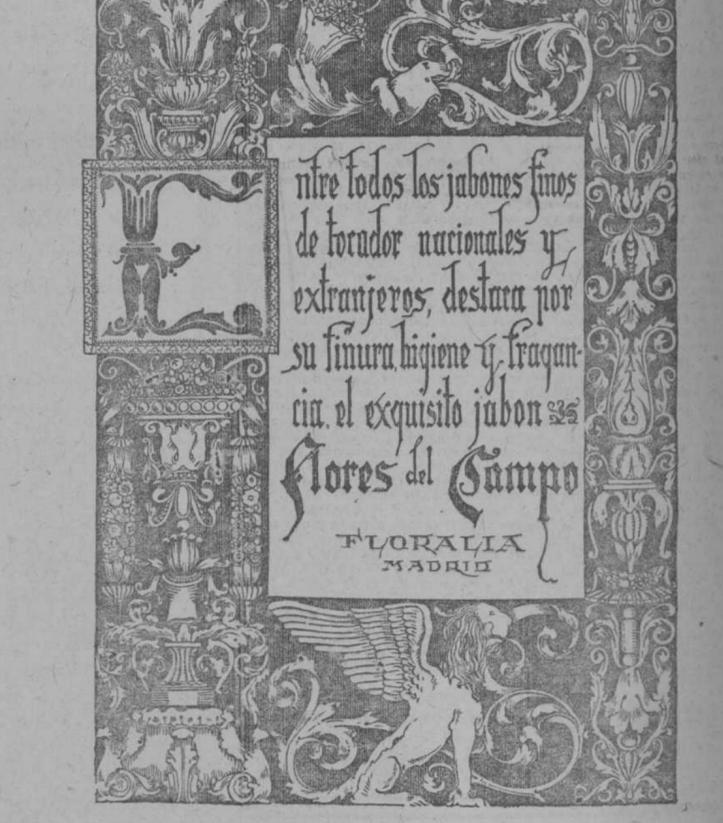 Entre todos los jabones finos
de tocador nacionales y
extranjeros, destaca por
su finura, higiene y fragan-
cia, el exquisito jabon
Flores del Campo
FLORALIA
MADRID